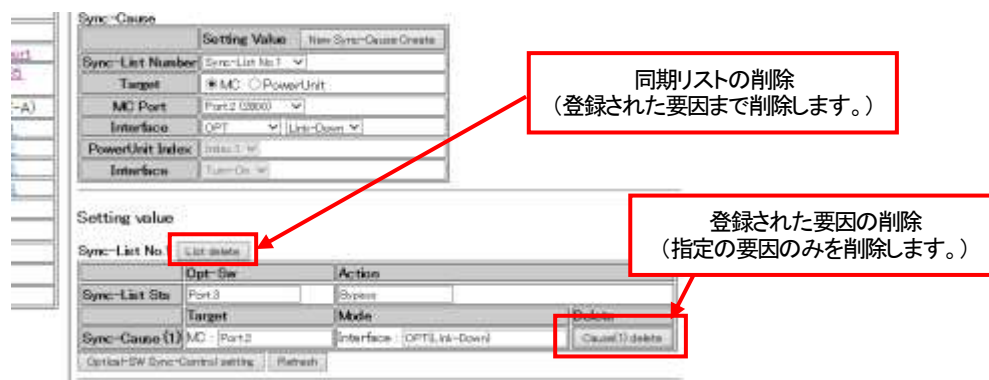 Sync-Cause
Setting Value New Sync-Cause Create
Sync-List Number Sync-List No.1
Target MC PowerUnit
MC Port Port.2 (2800)
Interface OPT Link-Down
PowerUnit Index Index.1
Interface Turn-On
-A)
同期リストの削除
(登録された要因まで削除します。)
Setting value
Sync-List No.1 List delete
登録された要因の削除
(指定の要因のみを削除します。)
Opt-Sw Action
Sync-List Sts Port.3 Bypass
Target Mode Delete
Sync-Cause (1) MC : Port.2 Interface : OPT(Link-Down) Cause(1) delete
Optical-SW Sync-Control setting Refresh